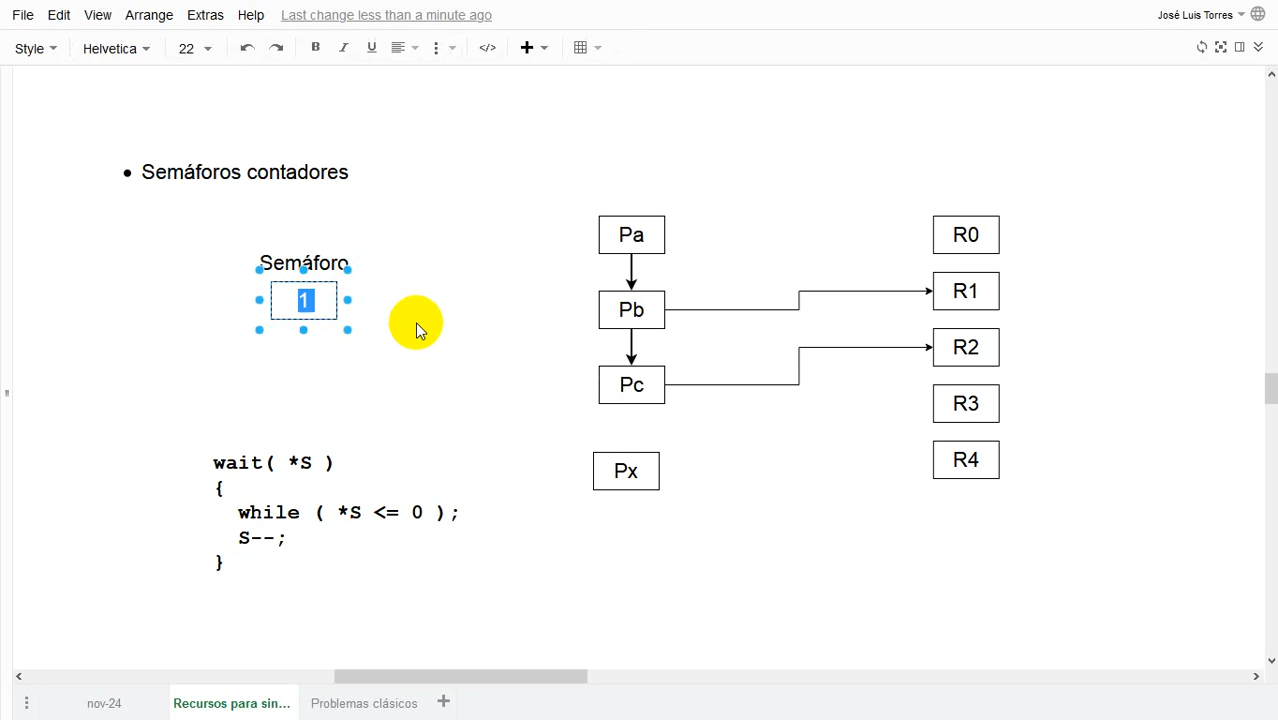 File Edit View Arrange Extras Help Last change less than a minute ago José Luis Torres
Style Helvetica 22 B I U </>
• Semáforos contadores
Semáforo
1
Pa
Pb
Pc
Px
R0
R1
R2
R3
R4
wait( *S )
{
while ( *S <= 0 );
S--;
}
nov-24 Recursos para sin... Problemas clásicos